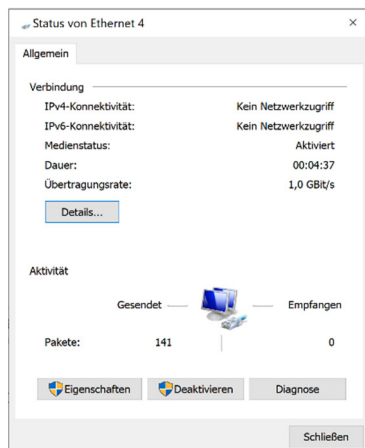 Status von Ethernet 4
Allgemein
Verbindung
IPv4-Konnektivität: Kein Netzwerkzugriff
IPv6-Konnektivität: Kein Netzwerkzugriff
Medienstatus: Aktiviert
Dauer: 00:04:37
Übertragungsrate: 1,0 GBit/s
Details...
Aktivität
Gesendet Empfangen
Pakete: 141 0
Eigenschaften Deaktivieren Diagnose
Schließen